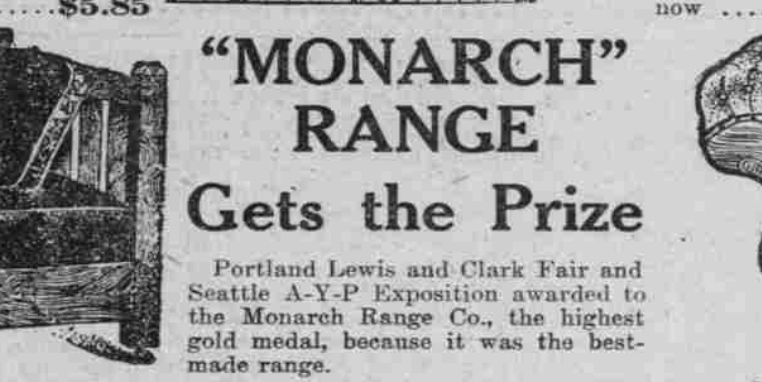 .....$5.85
now ...
"MONARCH"
RANGE
Gets the Prize
Portland Lewis and Clark Fair and
Seattle A-Y-P Exposition awarded to
the Monarch Range Co., the highest
gold medal, because it was the best-
made range.